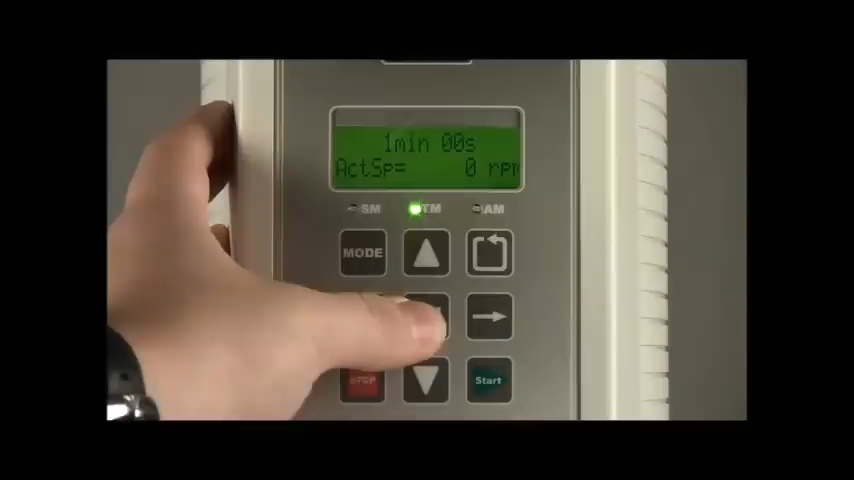 1min 00s
ActSp= 0 rpm
SM TM AM
MODE
STOP Start